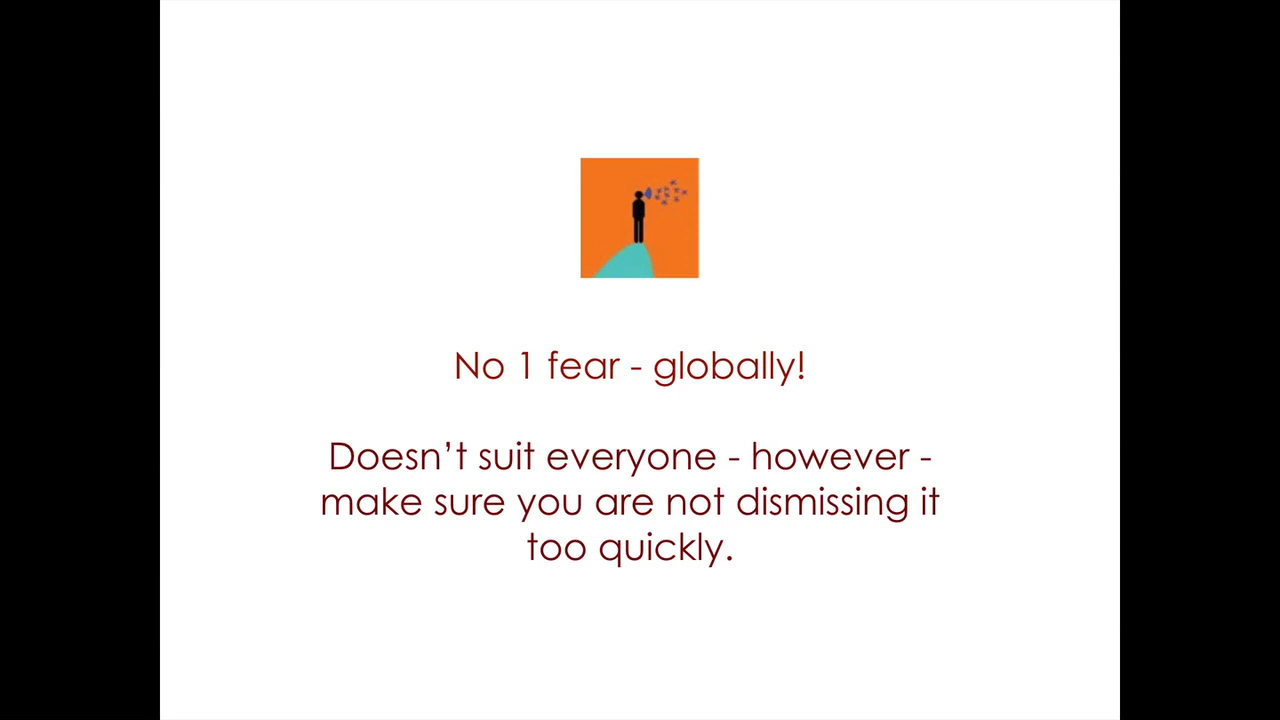 No 1 fear - globally!
Doesn’t suit everyone - however -
make sure you are not dismissing it
too quickly.